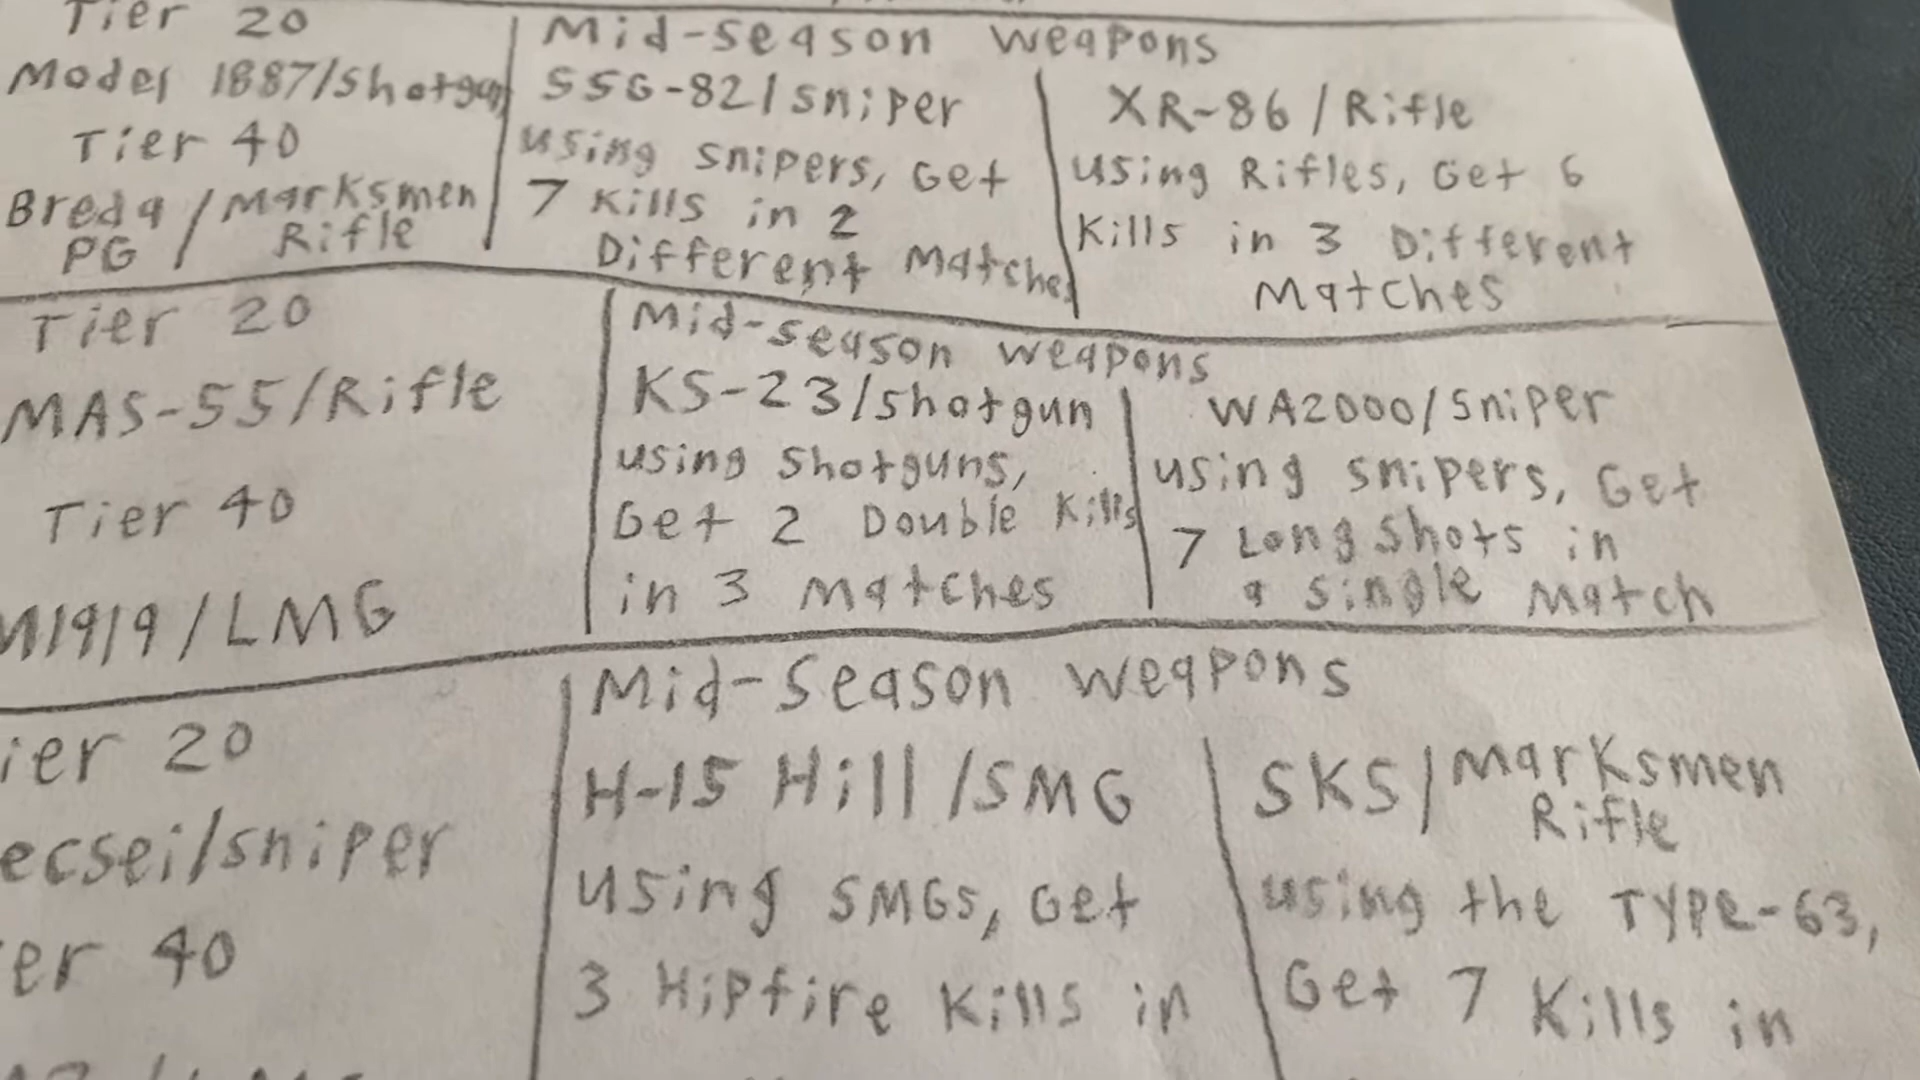 Tier 20
Model 1887/Shotgun
Tier 40
Breda PG / Marksmen Rifle
Mid-season weapons
SSG-82/sniper
using snipers, Get
7 Kills in 2
Different Matches
XR-86/Rifle
using Rifles, Get 6
Kills in 3 Different
Matches
Tier 20
MAS-55/Rifle
Tier 40
M1919/LMG
Mid-season weapons
KS-23/shotgun
using shotguns,
Get 2 Double Kills
in 3 matches
WA2000/Sniper
using snipers, Get
7 Longshots in
a single Match
ier 20
ecsei/sniper
er 40
Mid-Season weapons
H-15 Hill/SMG
using SMGs, Get
3 Hipfire Kills in
SKS/Marksmen
Rifle
using the TYPE-63,
Get 7 Kills in